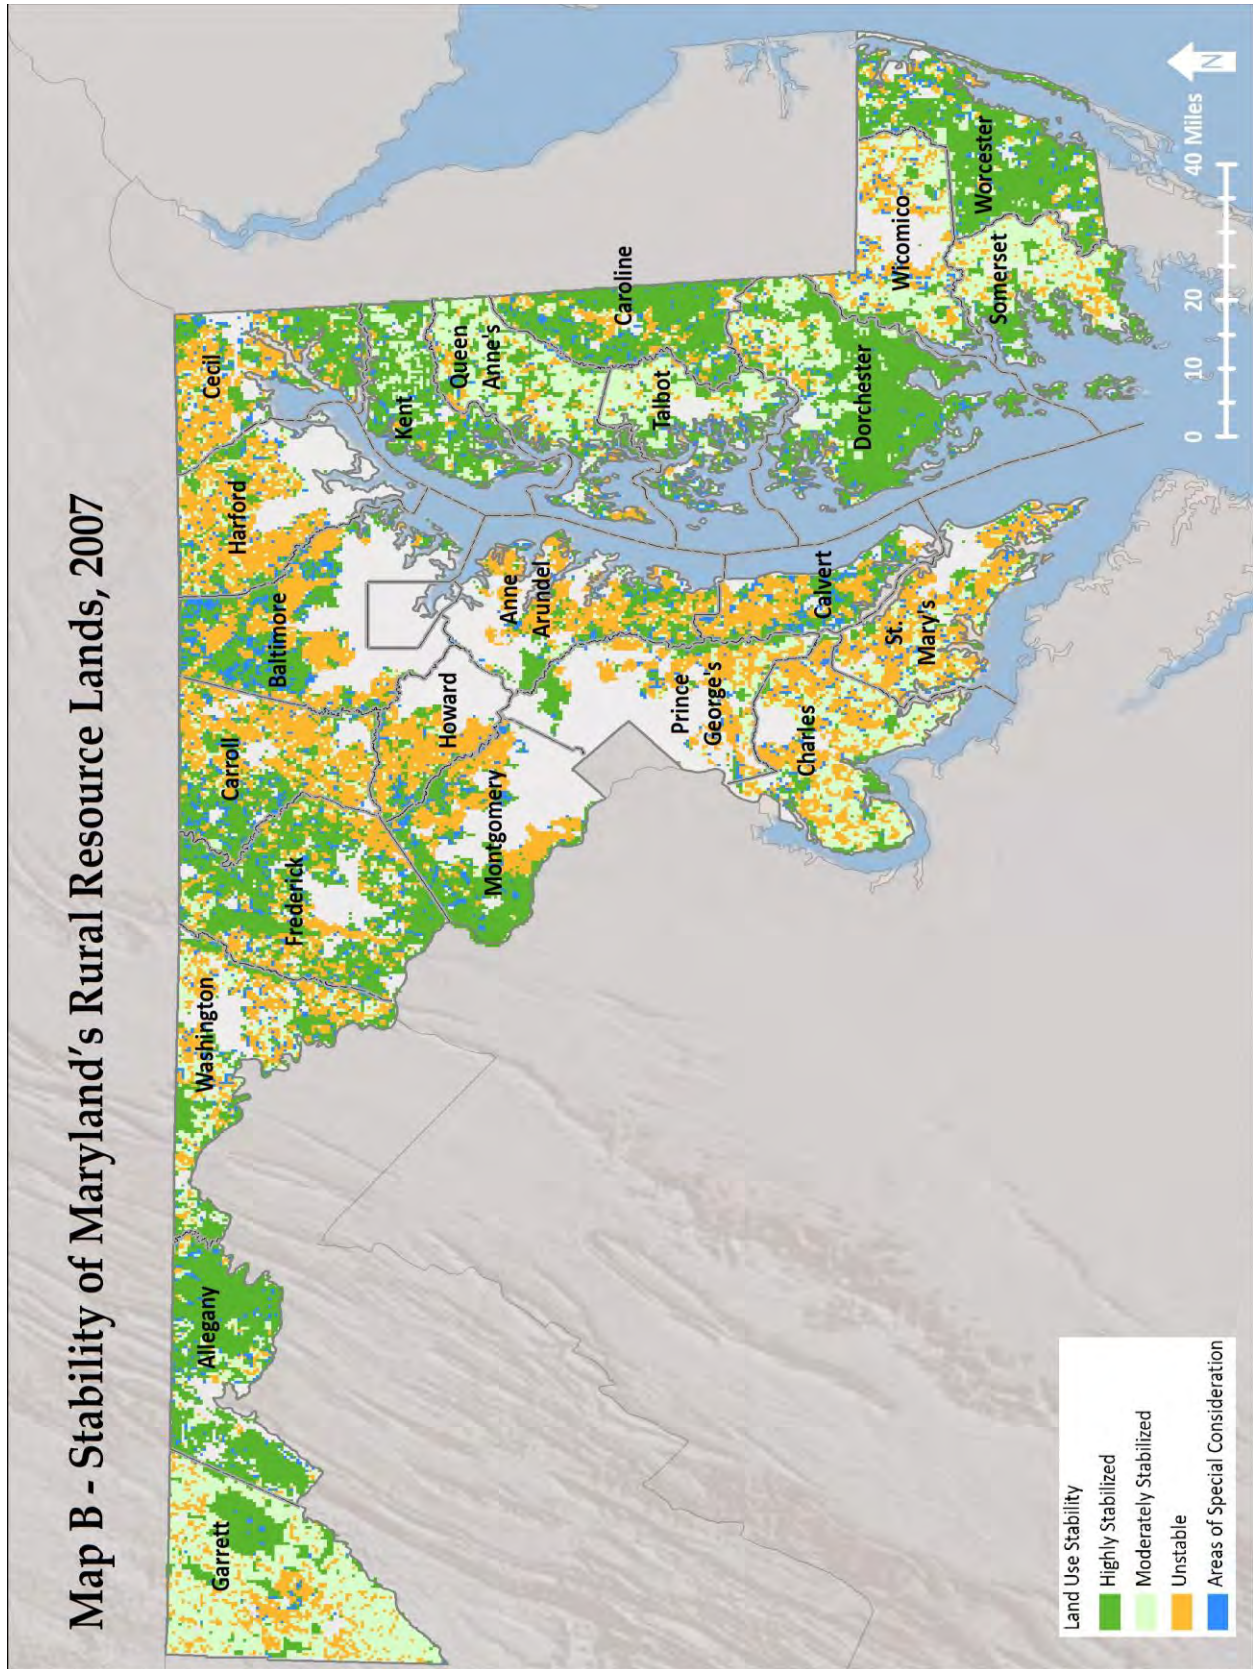 Map B - Stability of Maryland's Rural Resource Lands, 2007
Garrett
Allegany
Washington
Frederick
Carroll
Baltimore
Harford
Cecil
Kent
Queen
Anne's
Caroline
Talbot
Dorchester
Wicomico
Somerset
Worcester
Howard
Montgomery
Anne
Arundel
Prince
George's
Calvert
Charles
St.
Mary's
Land Use Stability
Highly Stabilized
Moderately Stabilized
Unstable
Areas of Special Consideration
0 10 20 40 Miles
N